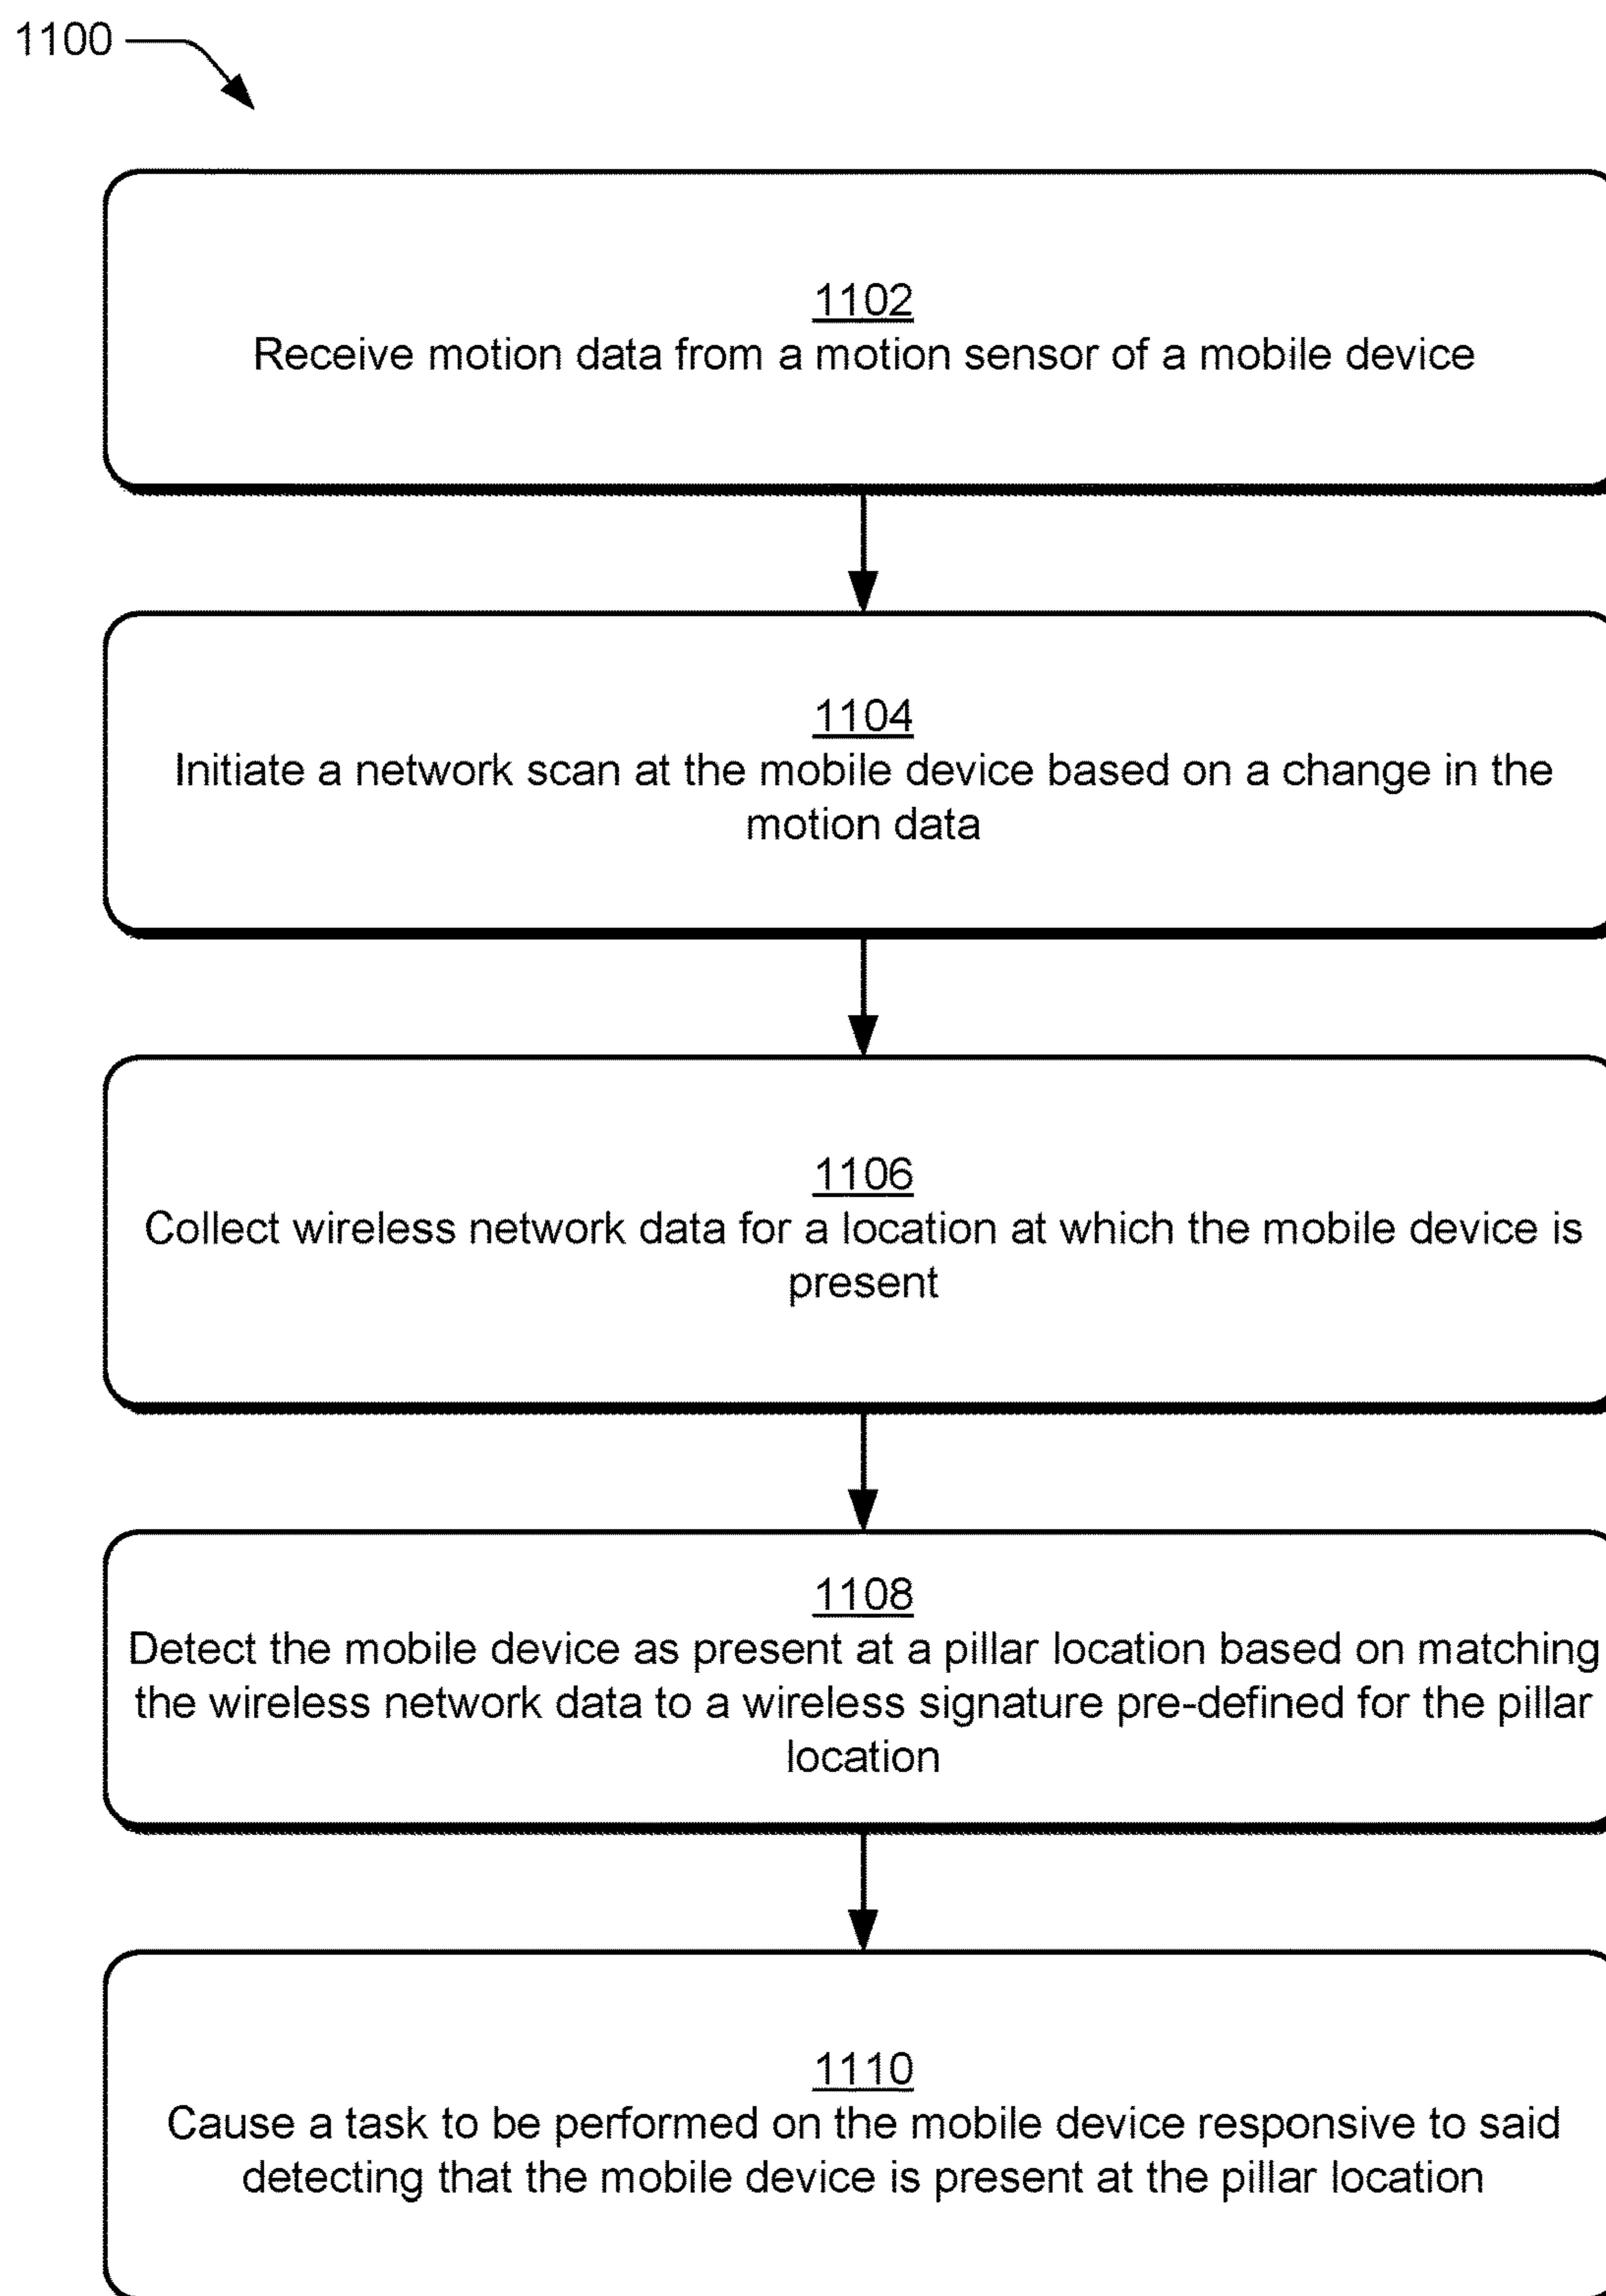 1100
1102
Receive motion data from a motion sensor of a mobile device
1104
Initiate a network scan at the mobile device based on a change in the
motion data
1106
Collect wireless network data for a location at which the mobile device is
present
1108
Detect the mobile device as present at a pillar location based on matching
the wireless network data to a wireless signature pre-defined for the pillar
location
1110
Cause a task to be performed on the mobile device responsive to said
detecting that the mobile device is present at the pillar location